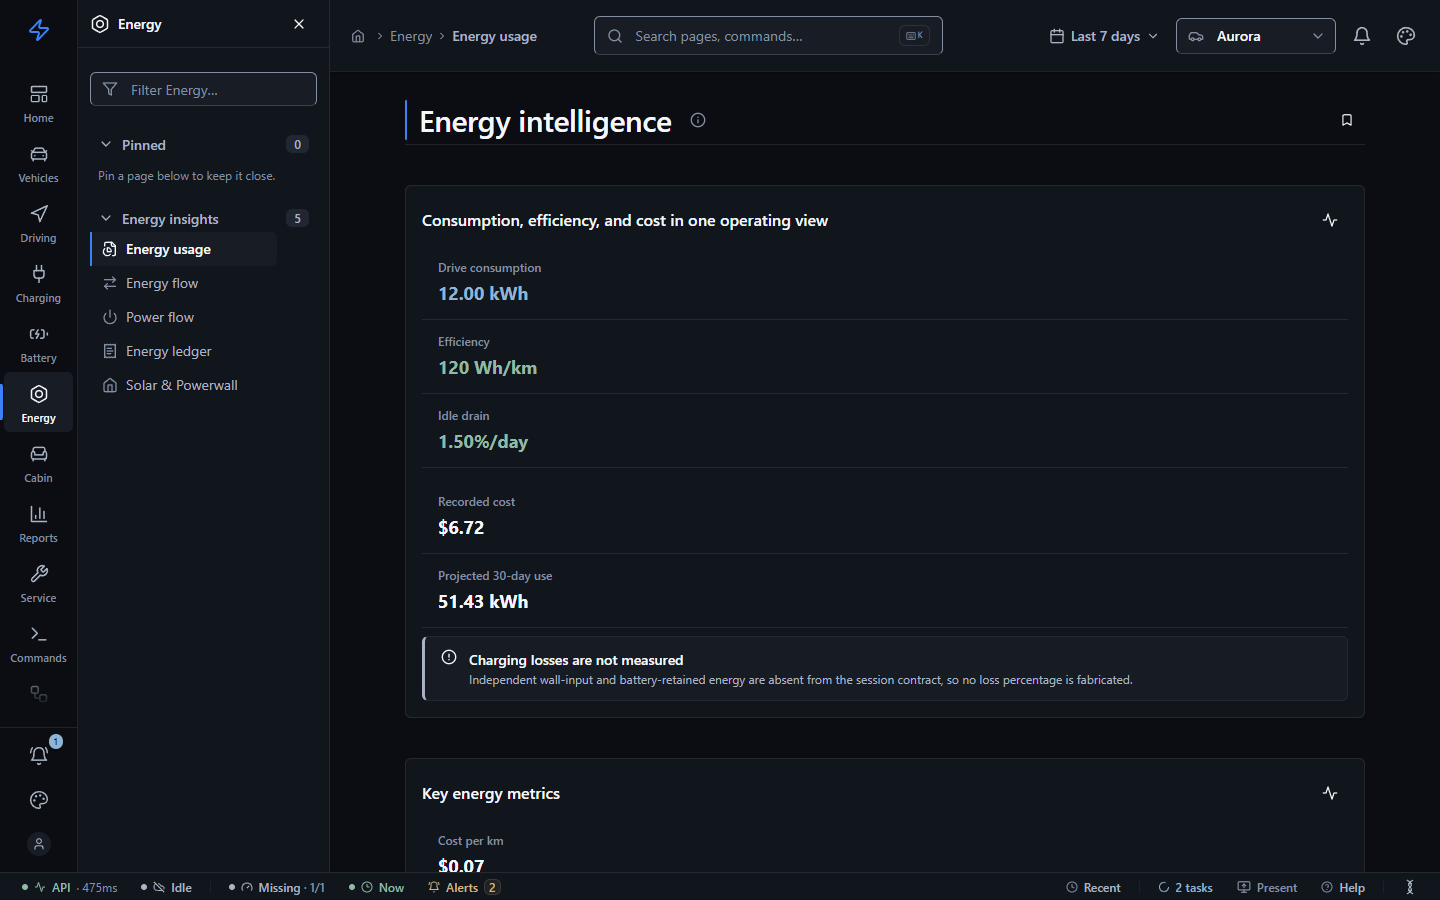 Energy
Energy
Energy usage
Search pages, commands...
K
Last 7 days
Aurora
Home
Vehicles
Driving
Charging
Battery
Energy
Cabin
Reports
Service
Commands
1
Filter Energy...
Pinned
0
Pin a page below to keep it close.
Energy insights
5
Energy usage
Energy flow
Power flow
Energy ledger
Solar & Powerwall
Energy intelligence
Consumption, efficiency, and cost in one operating view
Drive consumption
12.00 kWh
Efficiency
120 Wh/km
Idle drain
1.50%/day
Recorded cost
$6.72
Projected 30-day use
51.43 kWh
Charging losses are not measured
Independent wall-input and battery-retained energy are absent from the session contract, so no loss percentage is fabricated.
Key energy metrics
Cost per km
$0.07
API · 475ms
Idle
Missing · 1/1
Now
Alerts 2
Recent
2 tasks
Present
Help